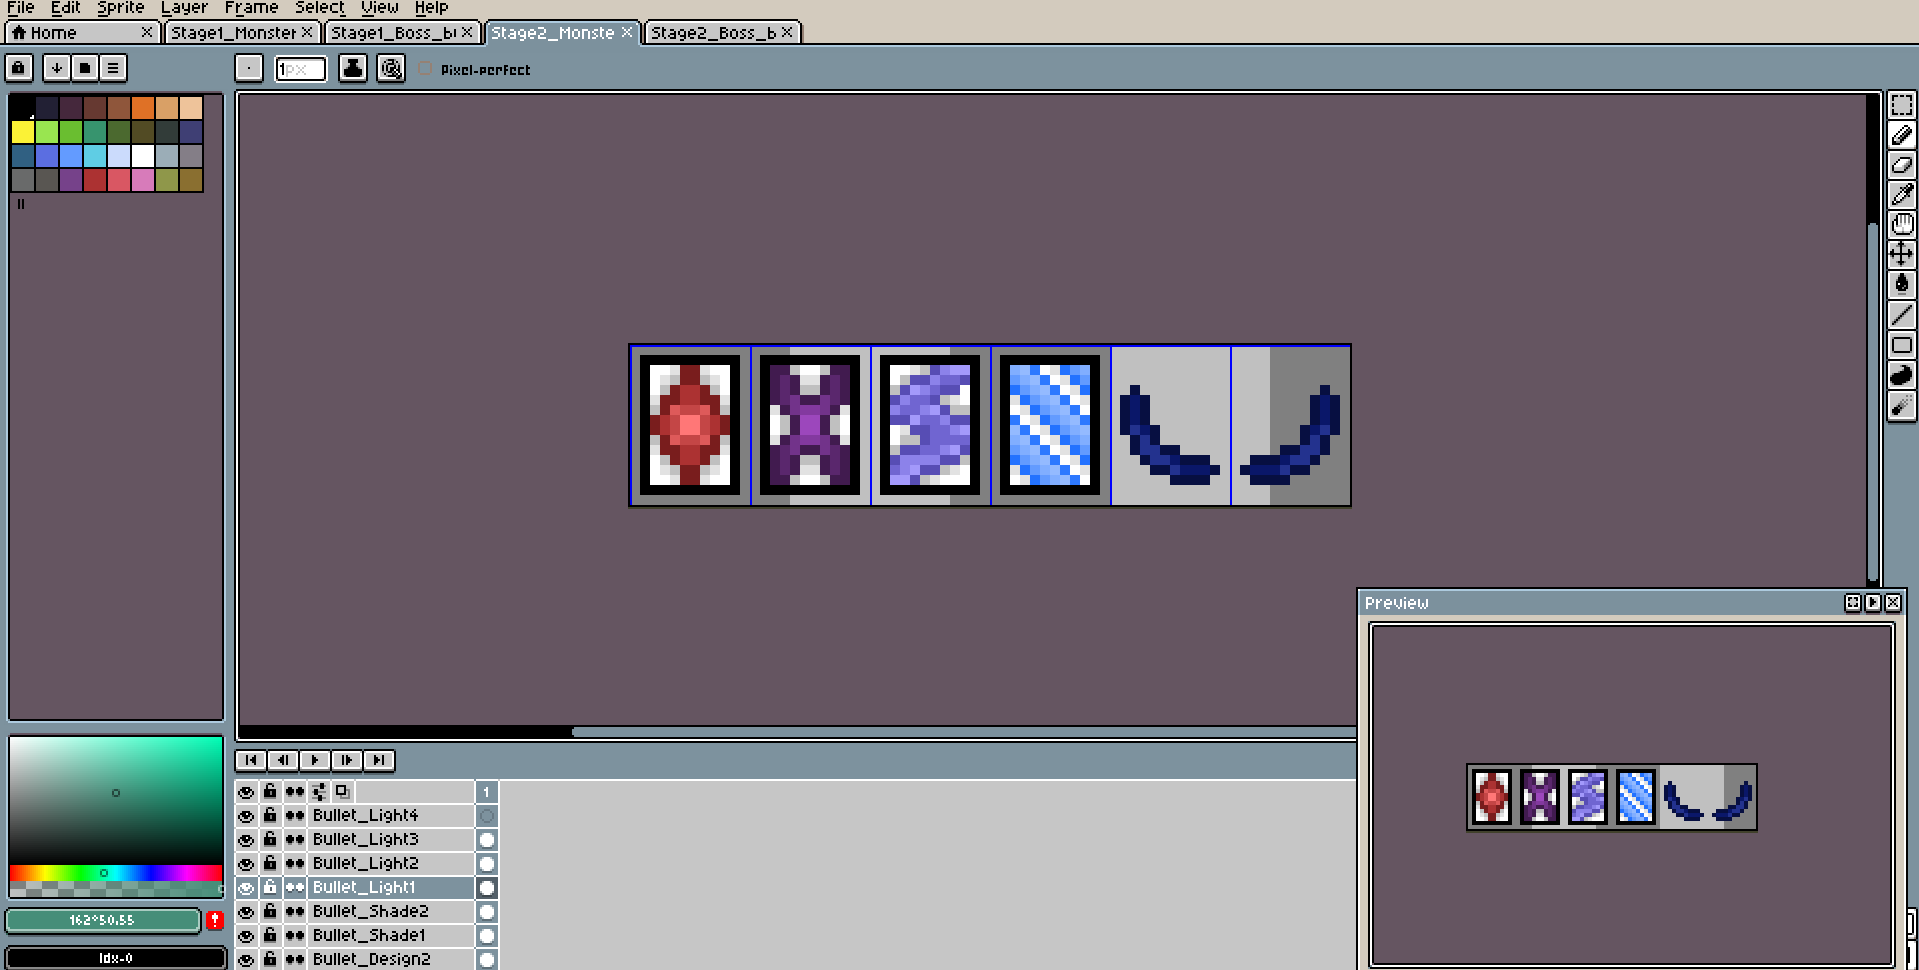 File Edit Sprite Layer Frame Select View Help
Home Stage1_Monster Stage1_Boss_b Stage2_Monste Stage2_Boss_b
1px Pixel-perfect
Preview
1
Bullet_Light4
Bullet_Light3
Bullet_Light2
Bullet_Light1
Bullet_Shade2
Bullet_Shade1
Bullet_Design2
162°50.55
Idx-0